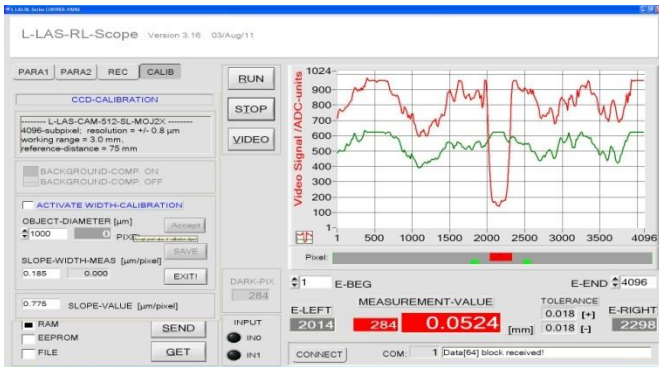 L-LAS-RL-Scope CONTROL PANEL
L-LAS-RL-Scope Version 3.16 03/Aug/11
PARA1 PARA2 REC CALIB
CCD-CALIBRATION
-------- L-LAS-CAM-512-SL-MOJ2X --------
4096-subpixel; resolution = +/- 0.8 µm
working range = 3.0 mm,
reference-distance = 75 mm
BACKGROUND-COMP. ON
BACKGROUND-COMP. OFF
ACTIVATE WIDTH-CALIBRATION
OBJECT-DIAMETER [µm]
Accept
1000 0 PIX
Accept pixel value of calibration object
SAVE
SLOPE-WIDTH-MEAS [µm/pixel]
0.185 0.000 EXIT!
0.775 SLOPE-VALUE [µm/pixel]
RAM
EEPROM
FILE
SEND
GET
RUN
STOP
VIDEO
DARK-PIX
284
INPUT
IN0
IN1
Video Signal /ADC-units
1024
900
800
700
600
500
400
300
200
100
1
1 500 1000 1500 2000 2500 3000 3500 4096
Pixel:
1 E-BEG E-END 4096
E-LEFT
2014
MEASUREMENT-VALUE
284 0.0524 [mm]
TOLERANCE
0.018 [+]
0.018 [-]
E-RIGHT
2298
CONNECT COM: 1 Data[64] block received!